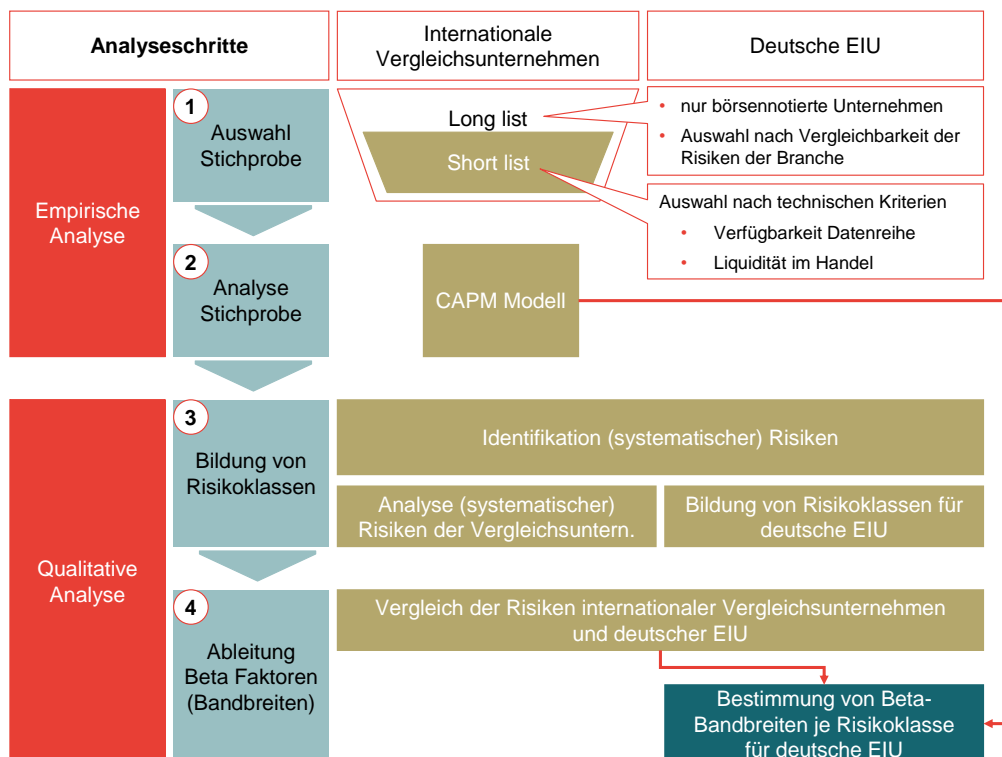 Analyseschritte
Internationale
Vergleichsunternehmen
Deutsche EIU
Empirische
Analyse
1
Auswahl
Stichprobe
Long list
Short list
• nur börsennotierte Unternehmen
• Auswahl nach Vergleichbarkeit der
Risiken der Branche
Auswahl nach technischen Kriterien
• Verfügbarkeit Datenreihe
• Liquidität im Handel
2
Analyse
Stichprobe
CAPM Modell
Qualitative
Analyse
3
Bildung von
Risikoklassen
Identifikation (systematischer) Risiken
Analyse (systematischer)
Risiken der Vergleichsuntern.
Bildung von Risikoklassen für
deutsche EIU
4
Ableitung
Beta Faktoren
(Bandbreiten)
Vergleich der Risiken internationaler Vergleichsunternehmen
und deutscher EIU
Bestimmung von Beta-
Bandbreiten je Risikoklasse
für deutsche EIU